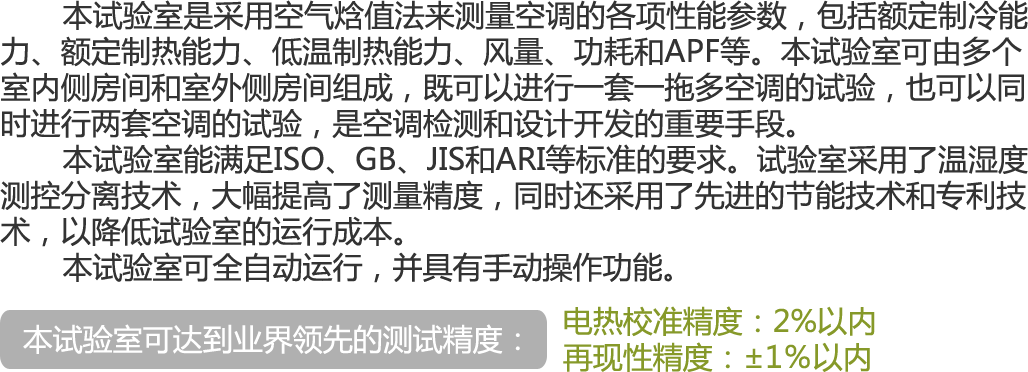 本试验室是采用空气焓值法来测量空调的各项性能参数，包括额定制冷能
力、额定制热能力、低温制热能力、风量、功耗和APF等。本试验室可由多个
室内侧房间和室外侧房间组成，既可以进行一套一拖多空调的试验，也可以同
时进行两套空调的试验，是空调检测和设计开发的重要手段。
本试验室能满足ISO、GB、JIS和ARI等标准的要求。试验室采用了温湿度
测控分离技术，大幅提高了测量精度，同时还采用了先进的节能技术和专利技
术，以降低试验室的运行成本。
本试验室可全自动运行，并具有手动操作功能。
本试验室可达到业界领先的测试精度：
电热校准精度：2%以内
再现性精度：±1%以内